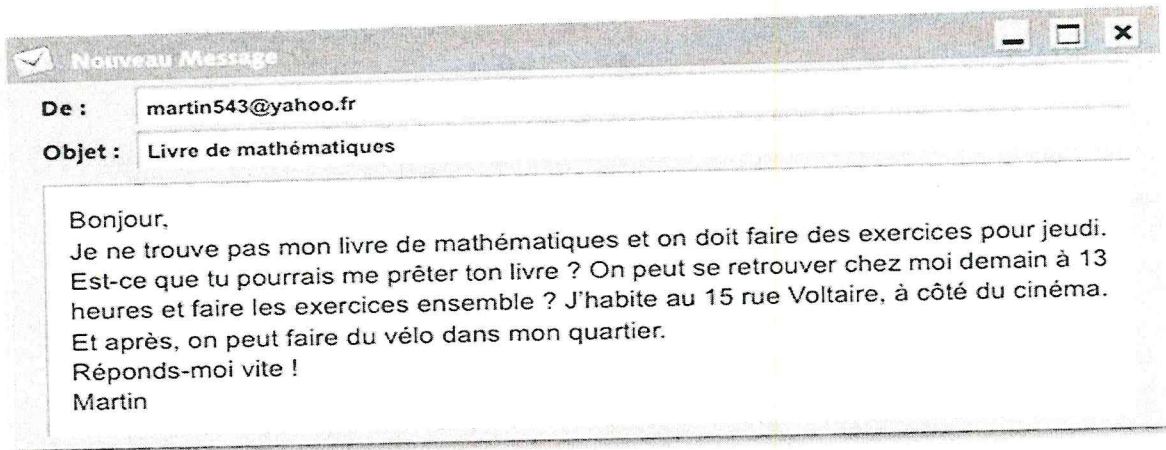 Nouveau Message
De : martin543@yahoo.fr
Objet : Livre de mathématiques
Bonjour,
Je ne trouve pas mon livre de mathématiques et on doit faire des exercices pour jeudi.
Est-ce que tu pourrais me prêter ton livre ? On peut se retrouver chez moi demain à 13
heures et faire les exercices ensemble ? J'habite au 15 rue Voltaire, à côté du cinéma.
Et après, on peut faire du vélo dans mon quartier.
Réponds-moi vite !
Martin